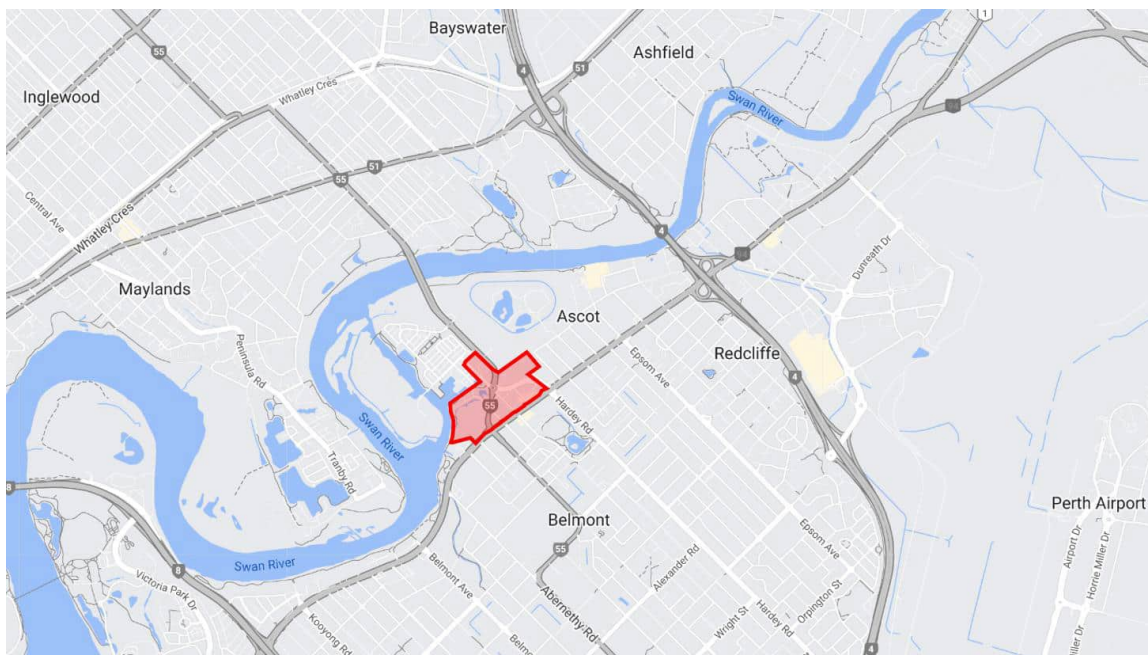 Bayswater
Ashfield
Inglewood
Whatley Cres
Swan River
Central Ave
Whatley Cres
Maylands
Peninsula Rd
Ascot
Dunreath Dr
Redcliffe
Epsom Ave
Hardey Rd
Swan River
Tranby Rd
Belmont
Perth Airport
Swan River
Victoria Park Dr
Kooyong Rd
Belmont Ave
Abernethy Rd
Alexander Rd
Wright St
Hardey Rd
Orpington St
Epsom Ave
Airport Dr
Horrie Miller Dr
ller Dr
55
4
51
1
55
51
4
55
4
55
8
8
4